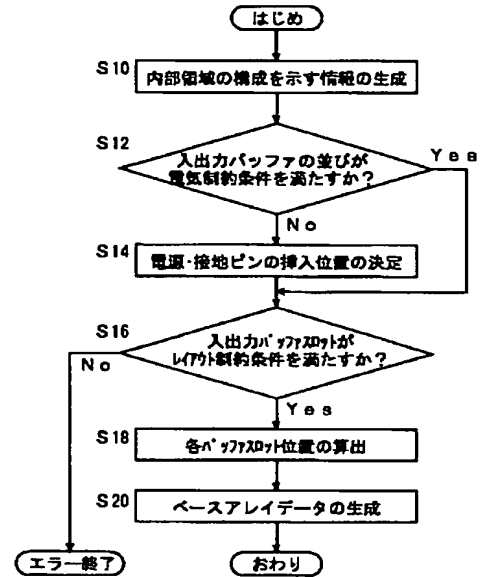 はじめ
S10
内部領域の構成を示す情報の生成
S12
入出力バッファの並びが
電気制約条件を満たすか?
Yes
No
S14
電源・接地ピンの挿入位置の決定
S16
入出力ﾊﾞｯﾌｧｽﾛｯﾄが
ﾚｲｱｳﾄ制約条件を満たすか?
No
Yes
S18
各ﾊﾞｯﾌｧｽﾛｯﾄ位置の算出
S20
ベースアレイデータの生成
エラー終了
おわり